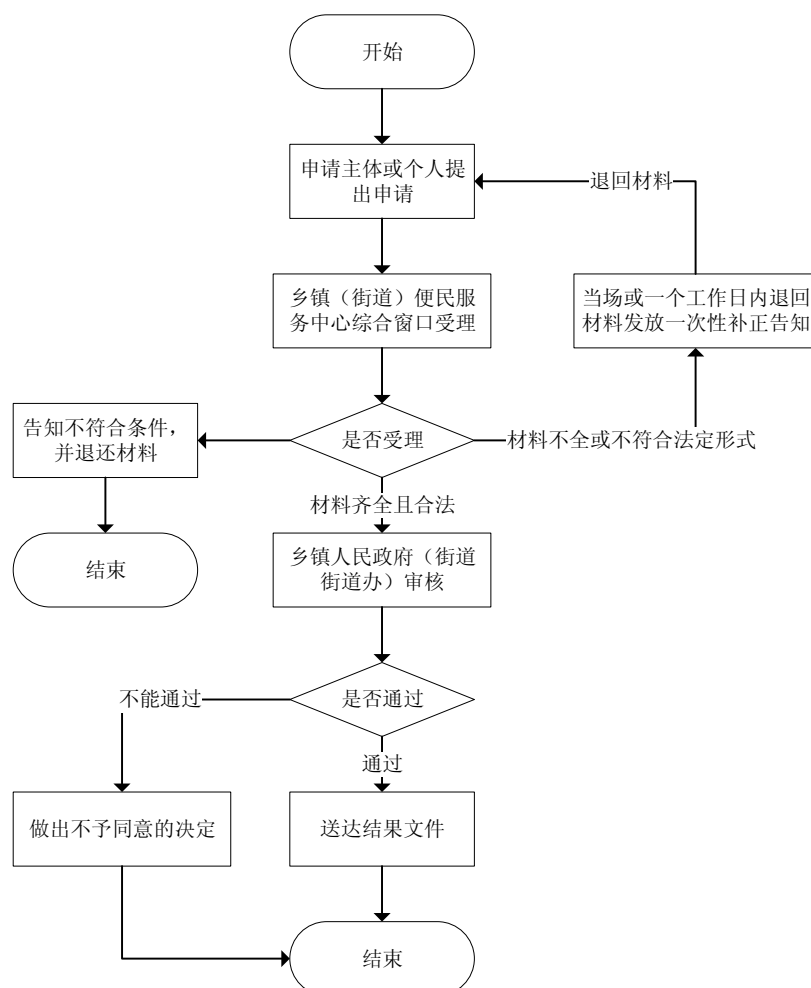 开始
申请主体或个人提
出申请
退回材料
乡镇（街道）便民服
务中心综合窗口受理
当场或一个工作日内退回
材料发放一次性补正告知
告知不符合条件，
并退还材料
是否受理
材料不全或不符合法定形式
材料齐全且合法
结束
乡镇人民政府（街道
街道办）审核
不能通过
是否通过
通过
做出不予同意的决定
送达结果文件
结束